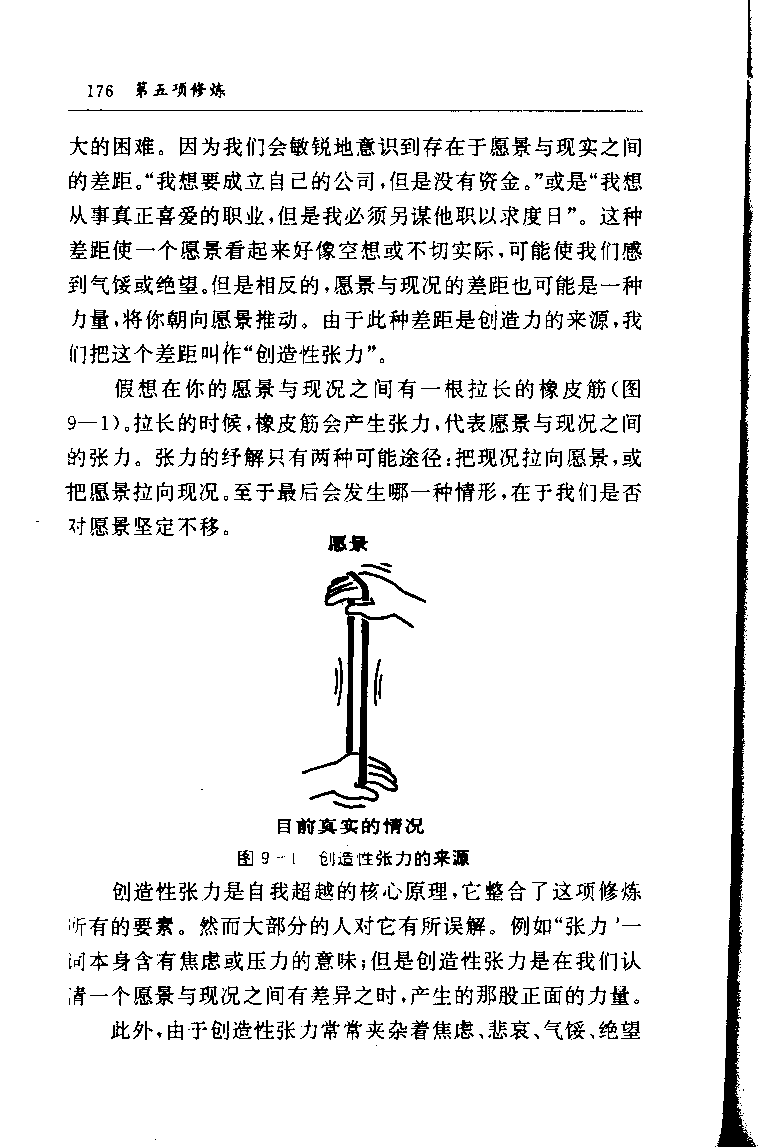 176 第五项修炼
大的困难。因为我们会敏锐地意识到存在于愿景与现实之间
的差距。“我想要成立自己的公司,但是没有资金。”或是“我想
从事真正喜爱的职业,但是我必须另谋他职以求度日”。这种
差距使一个愿景看起来好像空想或不切实际,可能使我们感
到气馁或绝望。但是相反的,愿景与现况的差距也可能是一种
力量,将你朝向愿景推动。由于此种差距是创造力的来源,我
们把这个差距叫作“创造性张力”。
假想在你的愿景与现况之间有一根拉长的橡皮筋(图
9—1)。拉长的时候,橡皮筋会产生张力,代表愿景与现况之间
的张力。张力的纾解只有两种可能途径:把现况拉向愿景,或
把愿景拉向现况。至于最后会发生哪一种情形,在于我们是否
对愿景坚定不移。
愿景
目前真实的情况
图 9—1 创造性张力的来源
创造性张力是自我超越的核心原理,它整合了这项修炼
所有的要素。然而大部分的人对它有所误解。例如“张力”一
词本身含有焦虑或压力的意味;但是创造性张力是在我们认
清一个愿景与现况之间有差异之时,产生的那股正面的力量。
此外,由于创造性张力常常夹杂着焦虑、悲哀、气馁、绝望